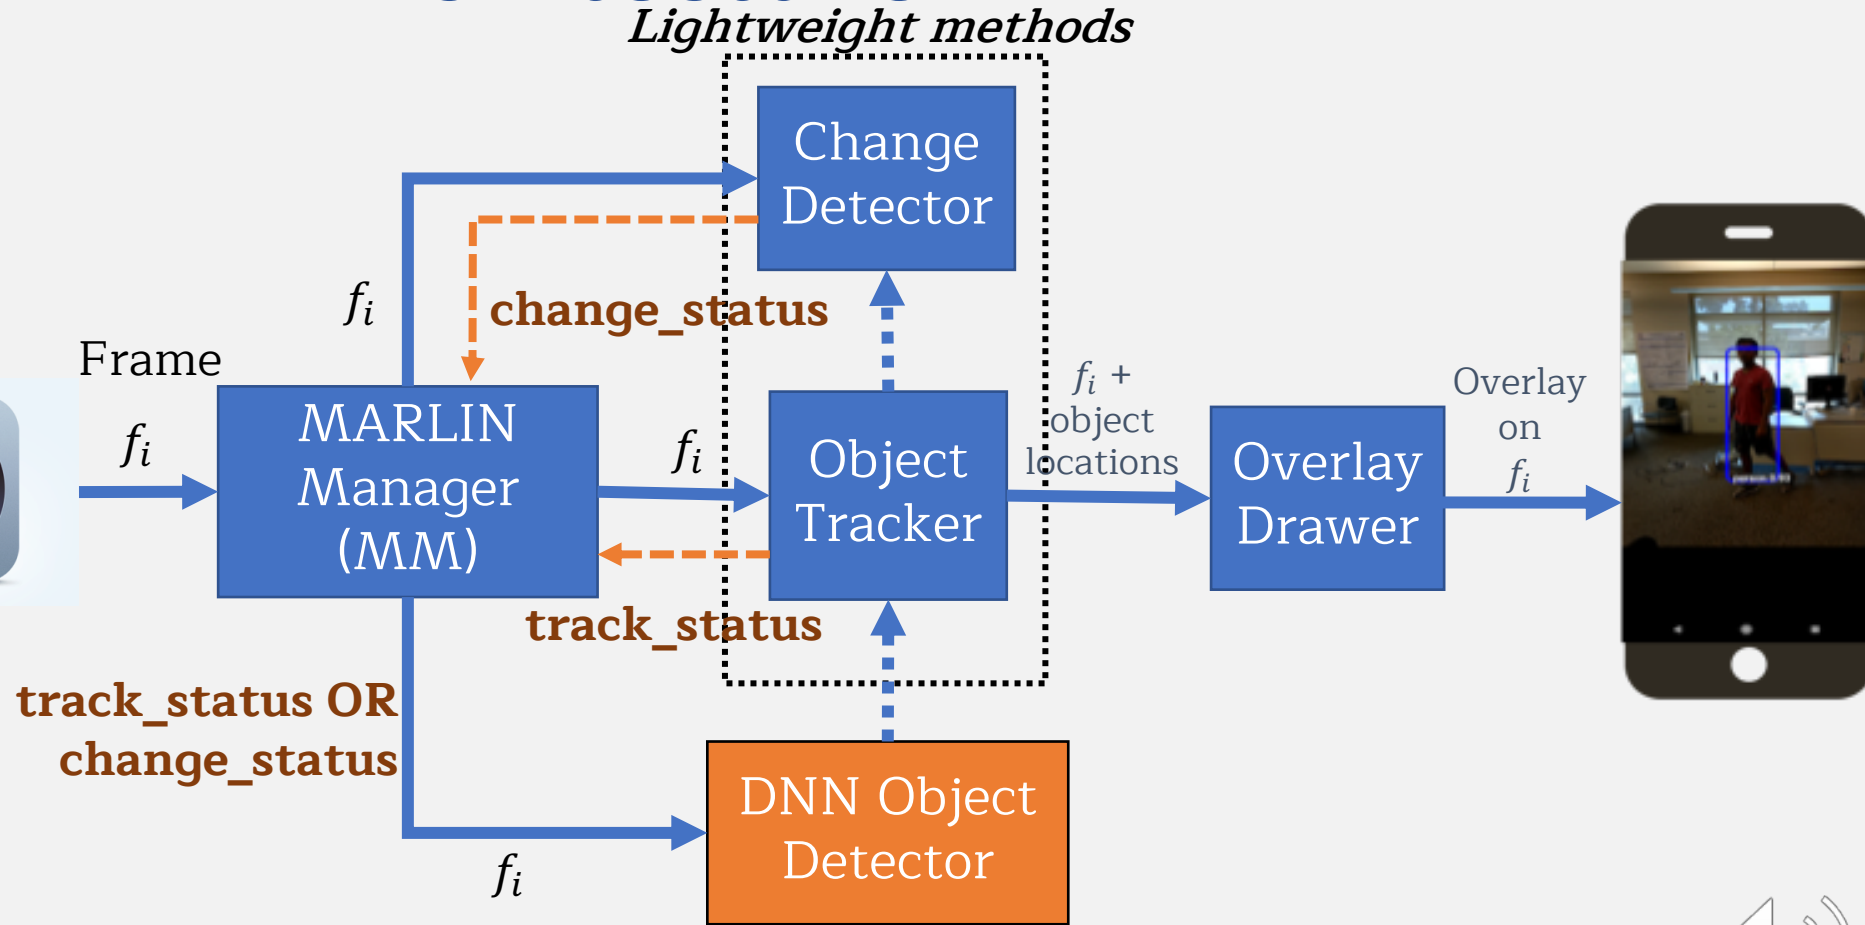 Lightweight methods
Change
Detector
f_i
change_status
Frame
f_i
MARLIN
Manager
(MM)
f_i
Object
Tracker
f_i +
object
locations
Overlay
Drawer
Overlay
on
f_i
track_status
track_status OR
change_status
f_i
DNN Object
Detector